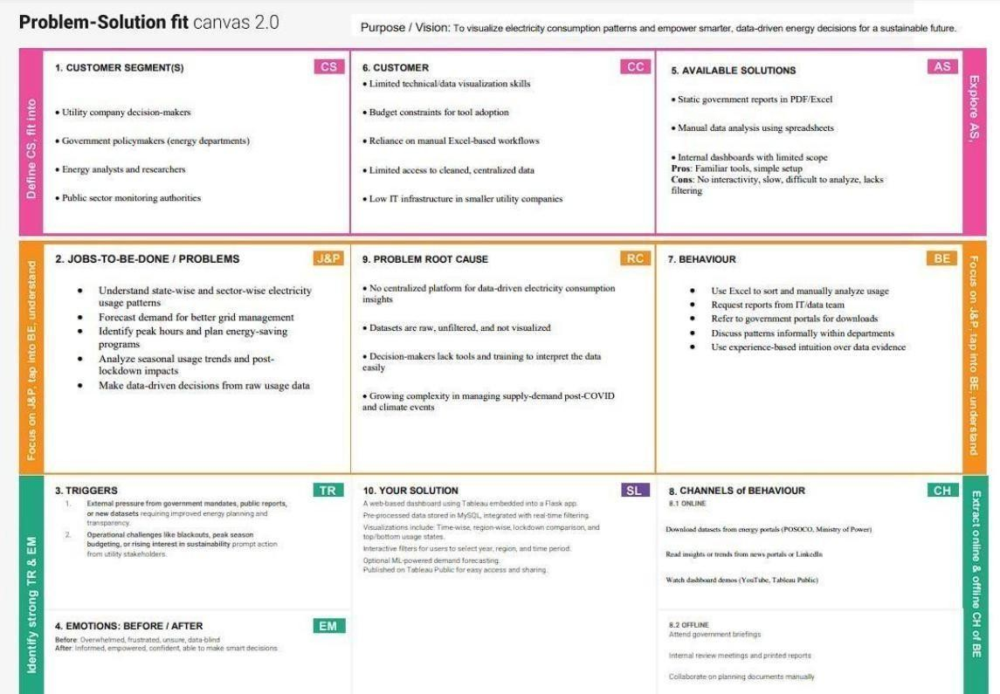 Problem-Solution fit canvas 2.0
Purpose / Vision: To visualize electricity consumption patterns and empower smarter, data-driven energy decisions for a sustainable future.
Define CS, fit into
1. CUSTOMER SEGMENT(S)
CS
• Utility company decision-makers
• Government policymakers (energy departments)
• Energy analysts and researchers
• Public sector monitoring authorities
6. CUSTOMER
CC
• Limited technical/data visualization skills
• Budget constraints for tool adoption
• Reliance on manual Excel-based workflows
• Limited access to cleaned, centralized data
• Low IT infrastructure in smaller utility companies
5. AVAILABLE SOLUTIONS
AS
• Static government reports in PDF/Excel
• Manual data analysis using spreadsheets
• Internal dashboards with limited scope
Pros: Familiar tools, simple setup
Cons: No interactivity, slow, difficult to analyze, lacks
filtering
Explore AS,
Focus on J&P, tap into BE, understand
2. JOBS-TO-BE-DONE / PROBLEMS
J&P
• Understand state-wise and sector-wise electricity
usage patterns
• Forecast demand for better grid management
• Identify peak hours and plan energy-saving
programs
• Analyze seasonal usage trends and post-
lockdown impacts
• Make data-driven decisions from raw usage data
9. PROBLEM ROOT CAUSE
RC
• No centralized platform for data-driven electricity consumption
insights
• Datasets are raw, unfiltered, and not visualized
• Decision-makers lack tools and training to interpret the data
easily
• Growing complexity in managing supply-demand post-COVID
and climate events
7. BEHAVIOUR
BE
• Use Excel to sort and manually analyze usage
• Request reports from IT/data team
• Refer to government portals for downloads
• Discuss patterns informally within departments
• Use experience-based intuition over data evidence
Focus on J&P, tap into BE, understand
Identify strong TR & EM
3. TRIGGERS
TR
1. External pressure from government mandates, public reports,
or new datasets requiring improved energy planning and
transparency.
2. Operational challenges like blackouts, peak season
budgeting, or rising interest in sustainability prompt action
from utility stakeholders.
4. EMOTIONS: BEFORE / AFTER
EM
Before: Overwhelmed, frustrated, unsure, data-blind
After: Informed, empowered, confident, able to make smart decisions
10. YOUR SOLUTION
SL
A web-based dashboard using Tableau embedded into a Flask app.
Pre-processed data stored in MySQL, integrated with real-time filtering.
Visualizations include: Time-wise, region-wise, lockdown comparison, and
top/bottom usage states.
Interactive filters for users to select year, region, and time period.
Optional ML-powered demand forecasting.
Published on Tableau Public for easy access and sharing.
8. CHANNELS of BEHAVIOUR
CH
8.1 ONLINE
Download datasets from energy portals (POSOCO, Ministry of Power)
Read insights or trends from news portals or LinkedIn
Watch dashboard demos (YouTube, Tableau Public)
8.2 OFFLINE
Attend government briefings
Internal review meetings and printed reports
Collaborate on planning documents manually
Extract online & offline CH of BE